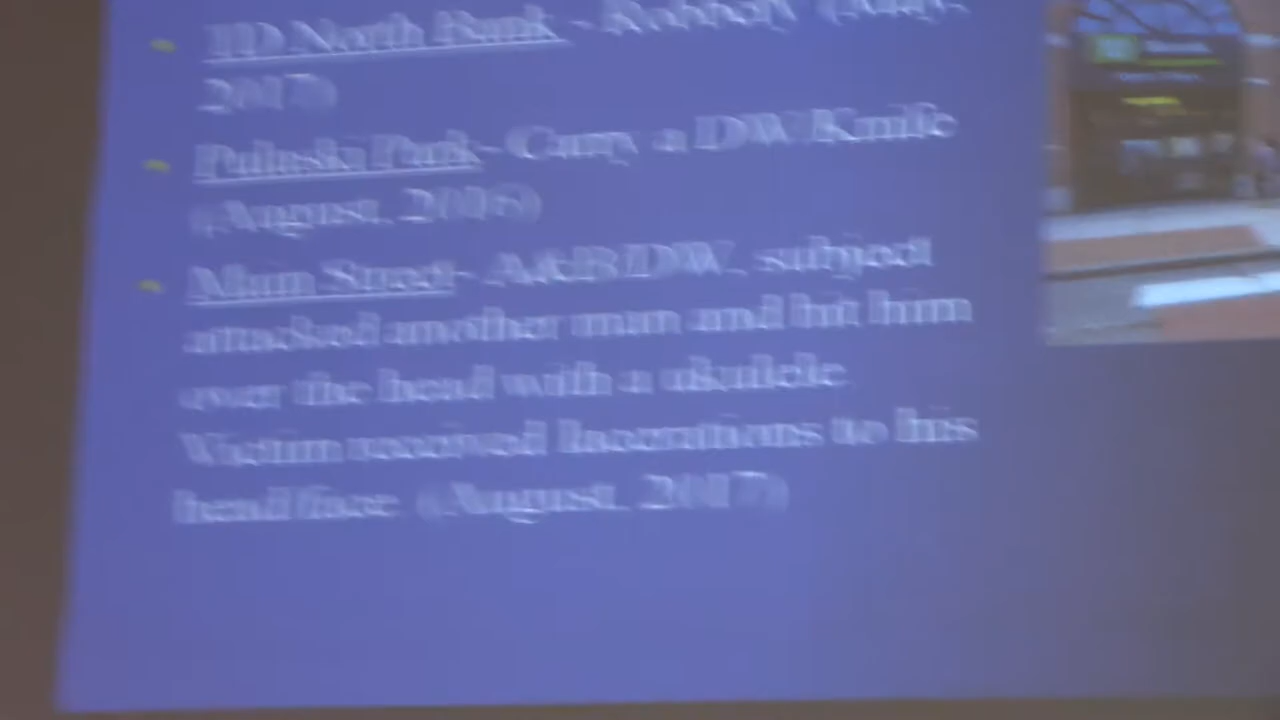 TD North Bank - Robbery
2017)
Pulaski Park- Carry a DW Knife
(August, 2016)
Main Street- A&B/DW, subject
attacked another man and hit him
over the head with a ukulele.
Victim received lacerations to his
head/face (August, 2017)